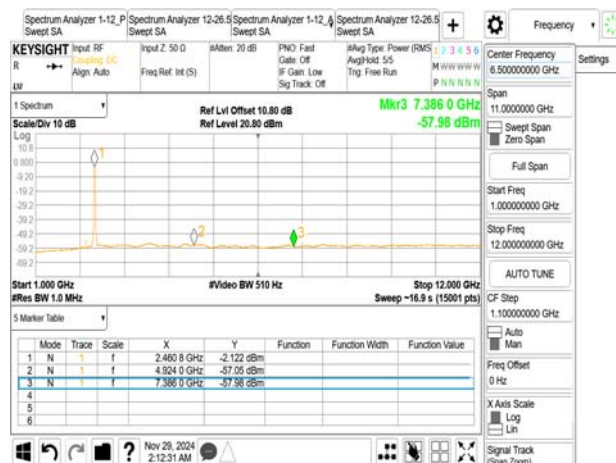 Spectrum Analyzer 1-12_P
Swept SA
Spectrum Analyzer 12-26.5
Swept SA
Spectrum Analyzer 1-12_A
Swept SA
Spectrum Analyzer 12-26.5
Swept SA
+
Frequency
Settings
KEYSIGHT
R
LXI
Input: RF
Coupling: DC
Align: Auto
Input Z: 50 Ω
Freq Ref: Int (S)
#Atten: 20 dB
PNO: Fast
Gate: Off
IF Gain: Low
Sig Track: Off
#Avg Type: Power (RMS)
Avg|Hold: 5/5
Trig: Free Run
1 2 3 4 5 6
M W W W W W
P N N N N N
1 Spectrum
Scale/Div 10 dB
Ref Lvl Offset 10.80 dB
Ref Level 20.80 dBm
Mkr3 7.386 0 GHz
-57.98 dBm
Log
10.8
0.800
-9.20
-19.2
-29.2
-39.2
-49.2
-59.2
-69.2
1
2
3
Start 1.000 GHz
#Res BW 1.0 MHz
#Video BW 510 Hz
Stop 12.000 GHz
Sweep ~16.9 s (15001 pts)
5 Marker Table
Mode Trace Scale X Y Function Function Width Function Value
1 N 1 f 2.460 8 GHz -2.122 dBm
2 N 1 f 4.924 0 GHz -57.05 dBm
3 N 1 f 7.386 0 GHz -57.98 dBm
4
5
6
?
Nov 29, 2024
2:12:31 AM
Center Frequency
6.500000000 GHz
Span
11.0000000 GHz
Swept Span
Zero Span
Full Span
Start Freq
1.000000000 GHz
Stop Freq
12.000000000 GHz
AUTO TUNE
CF Step
1.100000000 GHz
Auto
Man
Freq Offset
0 Hz
X Axis Scale
Log
Lin
Signal Track
(Span Zoom)